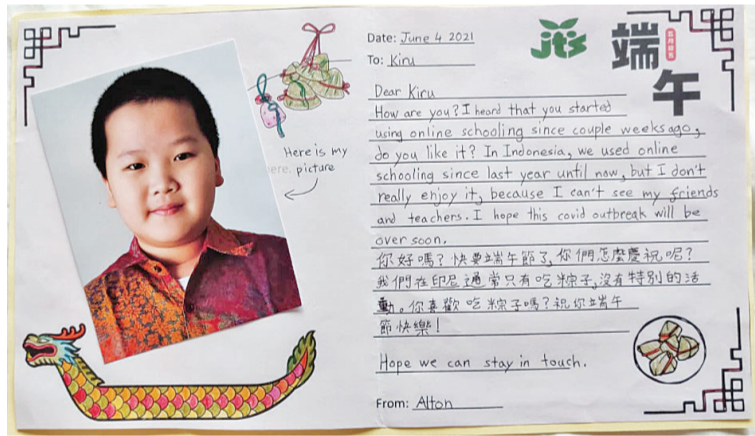 Date: June 4 2021
To: Kiru
jts
端
午
Dear Kiru
How are you? I heard that you started
using online schooling since couple weeks ago,
do you like it? In Indonesia, we used online
schooling since last year until now, but I don't
really enjoy it, because I can't see my friends
and teachers. I hope this covid outbreak will be
over soon.
你好嗎？快要端午節了，你們怎麼慶祝呢？
我們在印尼通常只有吃粽子，沒有特別的活
動。你喜歡吃粽子嗎？祝你端午
節快樂！
Hope we can stay in touch.
From: Alton
Here is my
ere. picture